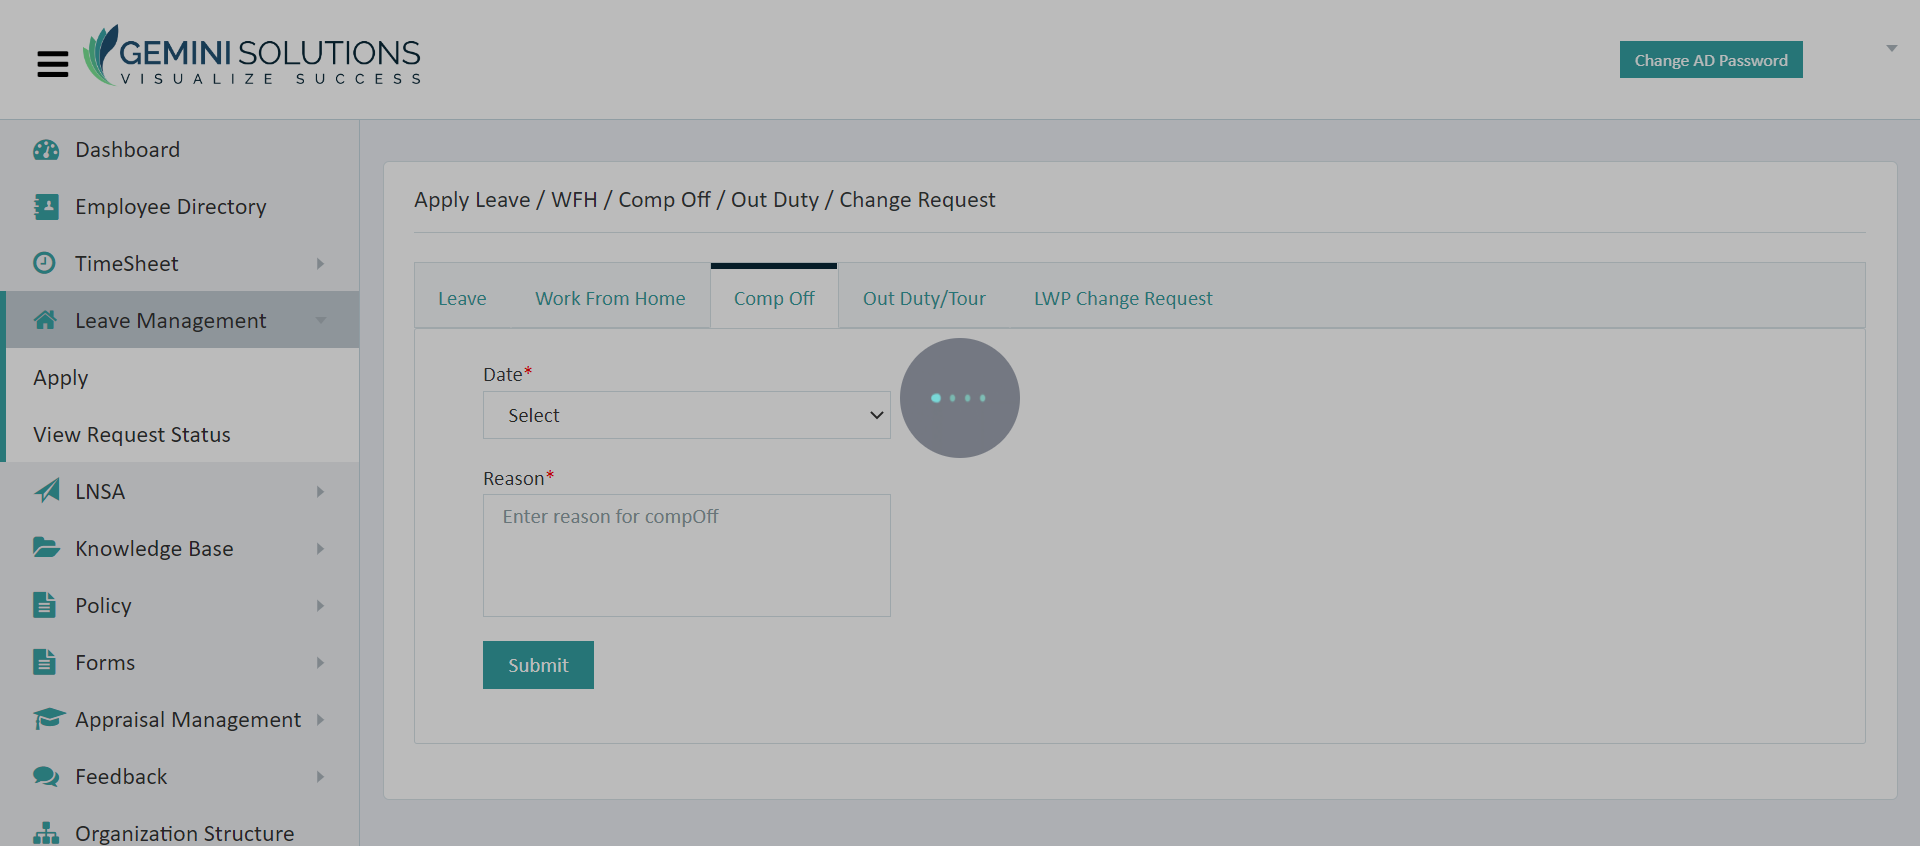 GEMINI SOLUTIONS
VISUALIZE SUCCESS
Change AD Password
Dashboard
Employee Directory
TimeSheet
Leave Management
Apply
View Request Status
LNSA
Knowledge Base
Policy
Forms
Appraisal Management
Feedback
Organization Structure
Apply Leave / WFH / Comp Off / Out Duty / Change Request
Leave Work From Home Comp Off Out Duty/Tour LWP Change Request
Date*
Select
Reason*
Enter reason for compOff
Submit